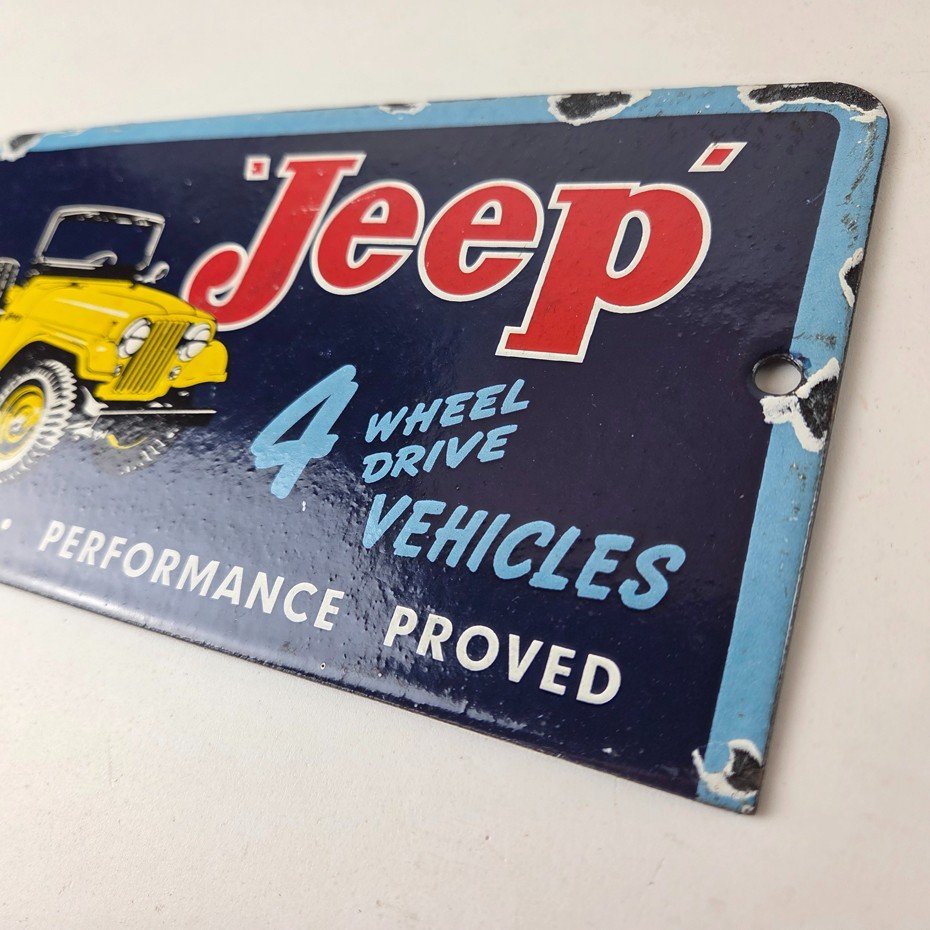 'Jeep'
4 WHEEL
DRIVE
VEHICLES
• PERFORMANCE PROVED